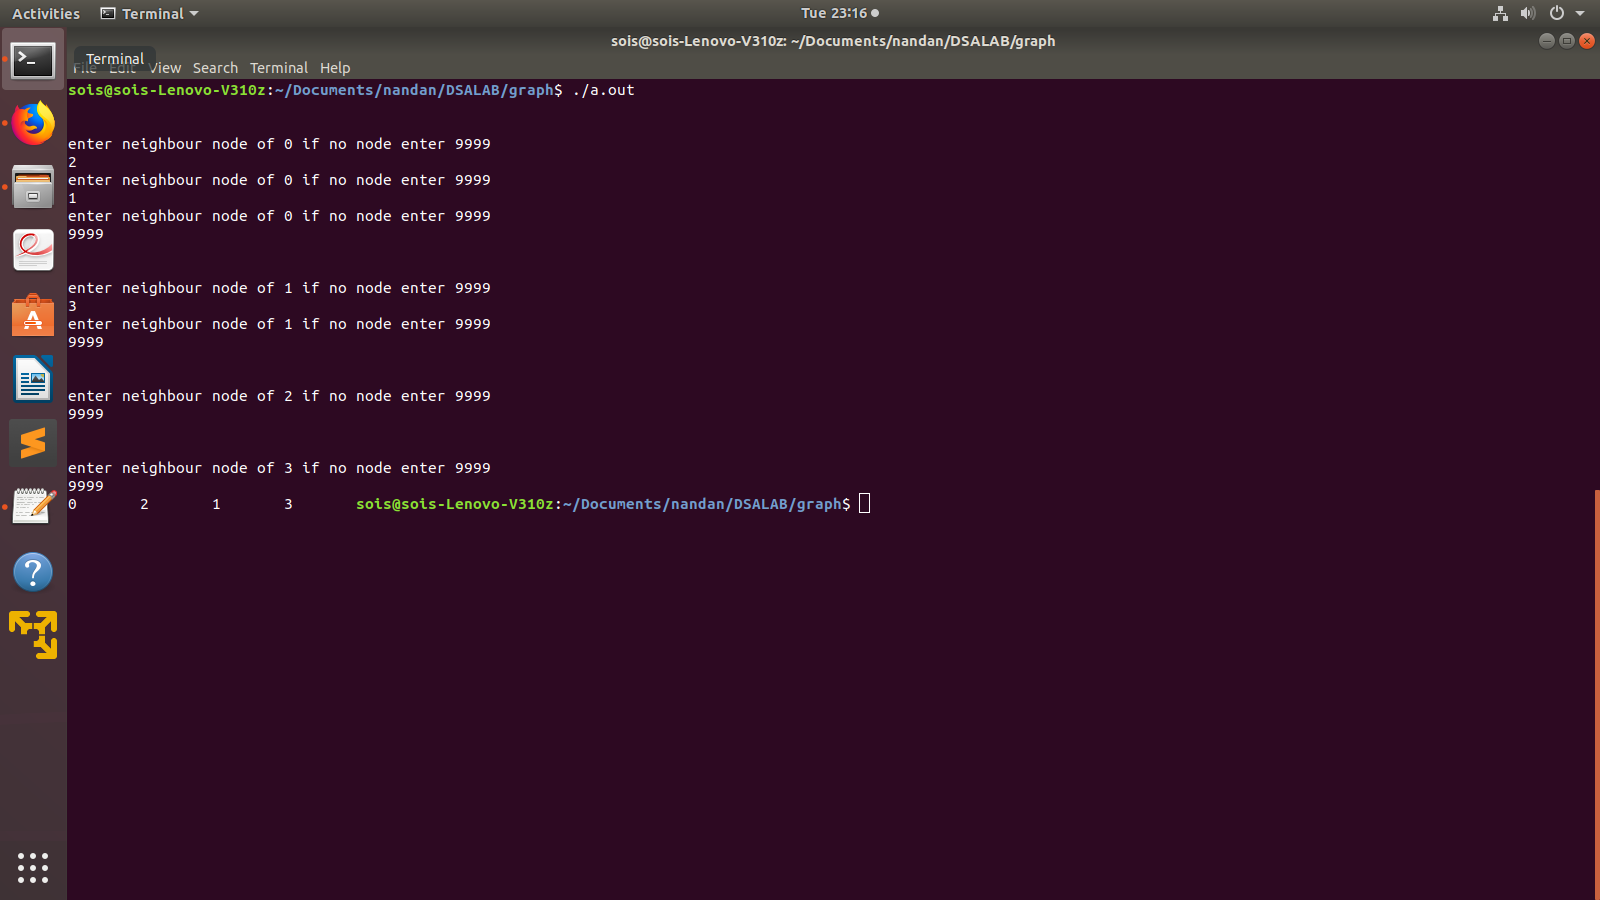 Activities Terminal Tue 23:16
sois@sois-Lenovo-V310z: ~/Documents/nandan/DSALAB/graph
Terminal
File Edit View Search Terminal Help
sois@sois-Lenovo-V310z:~/Documents/nandan/DSALAB/graph$ ./a.out
enter neighbour node of 0 if no node enter 9999
2
enter neighbour node of 0 if no node enter 9999
1
enter neighbour node of 0 if no node enter 9999
9999
enter neighbour node of 1 if no node enter 9999
3
enter neighbour node of 1 if no node enter 9999
9999
enter neighbour node of 2 if no node enter 9999
9999
enter neighbour node of 3 if no node enter 9999
9999
0 2 1 3 sois@sois-Lenovo-V310z:~/Documents/nandan/DSALAB/graph$